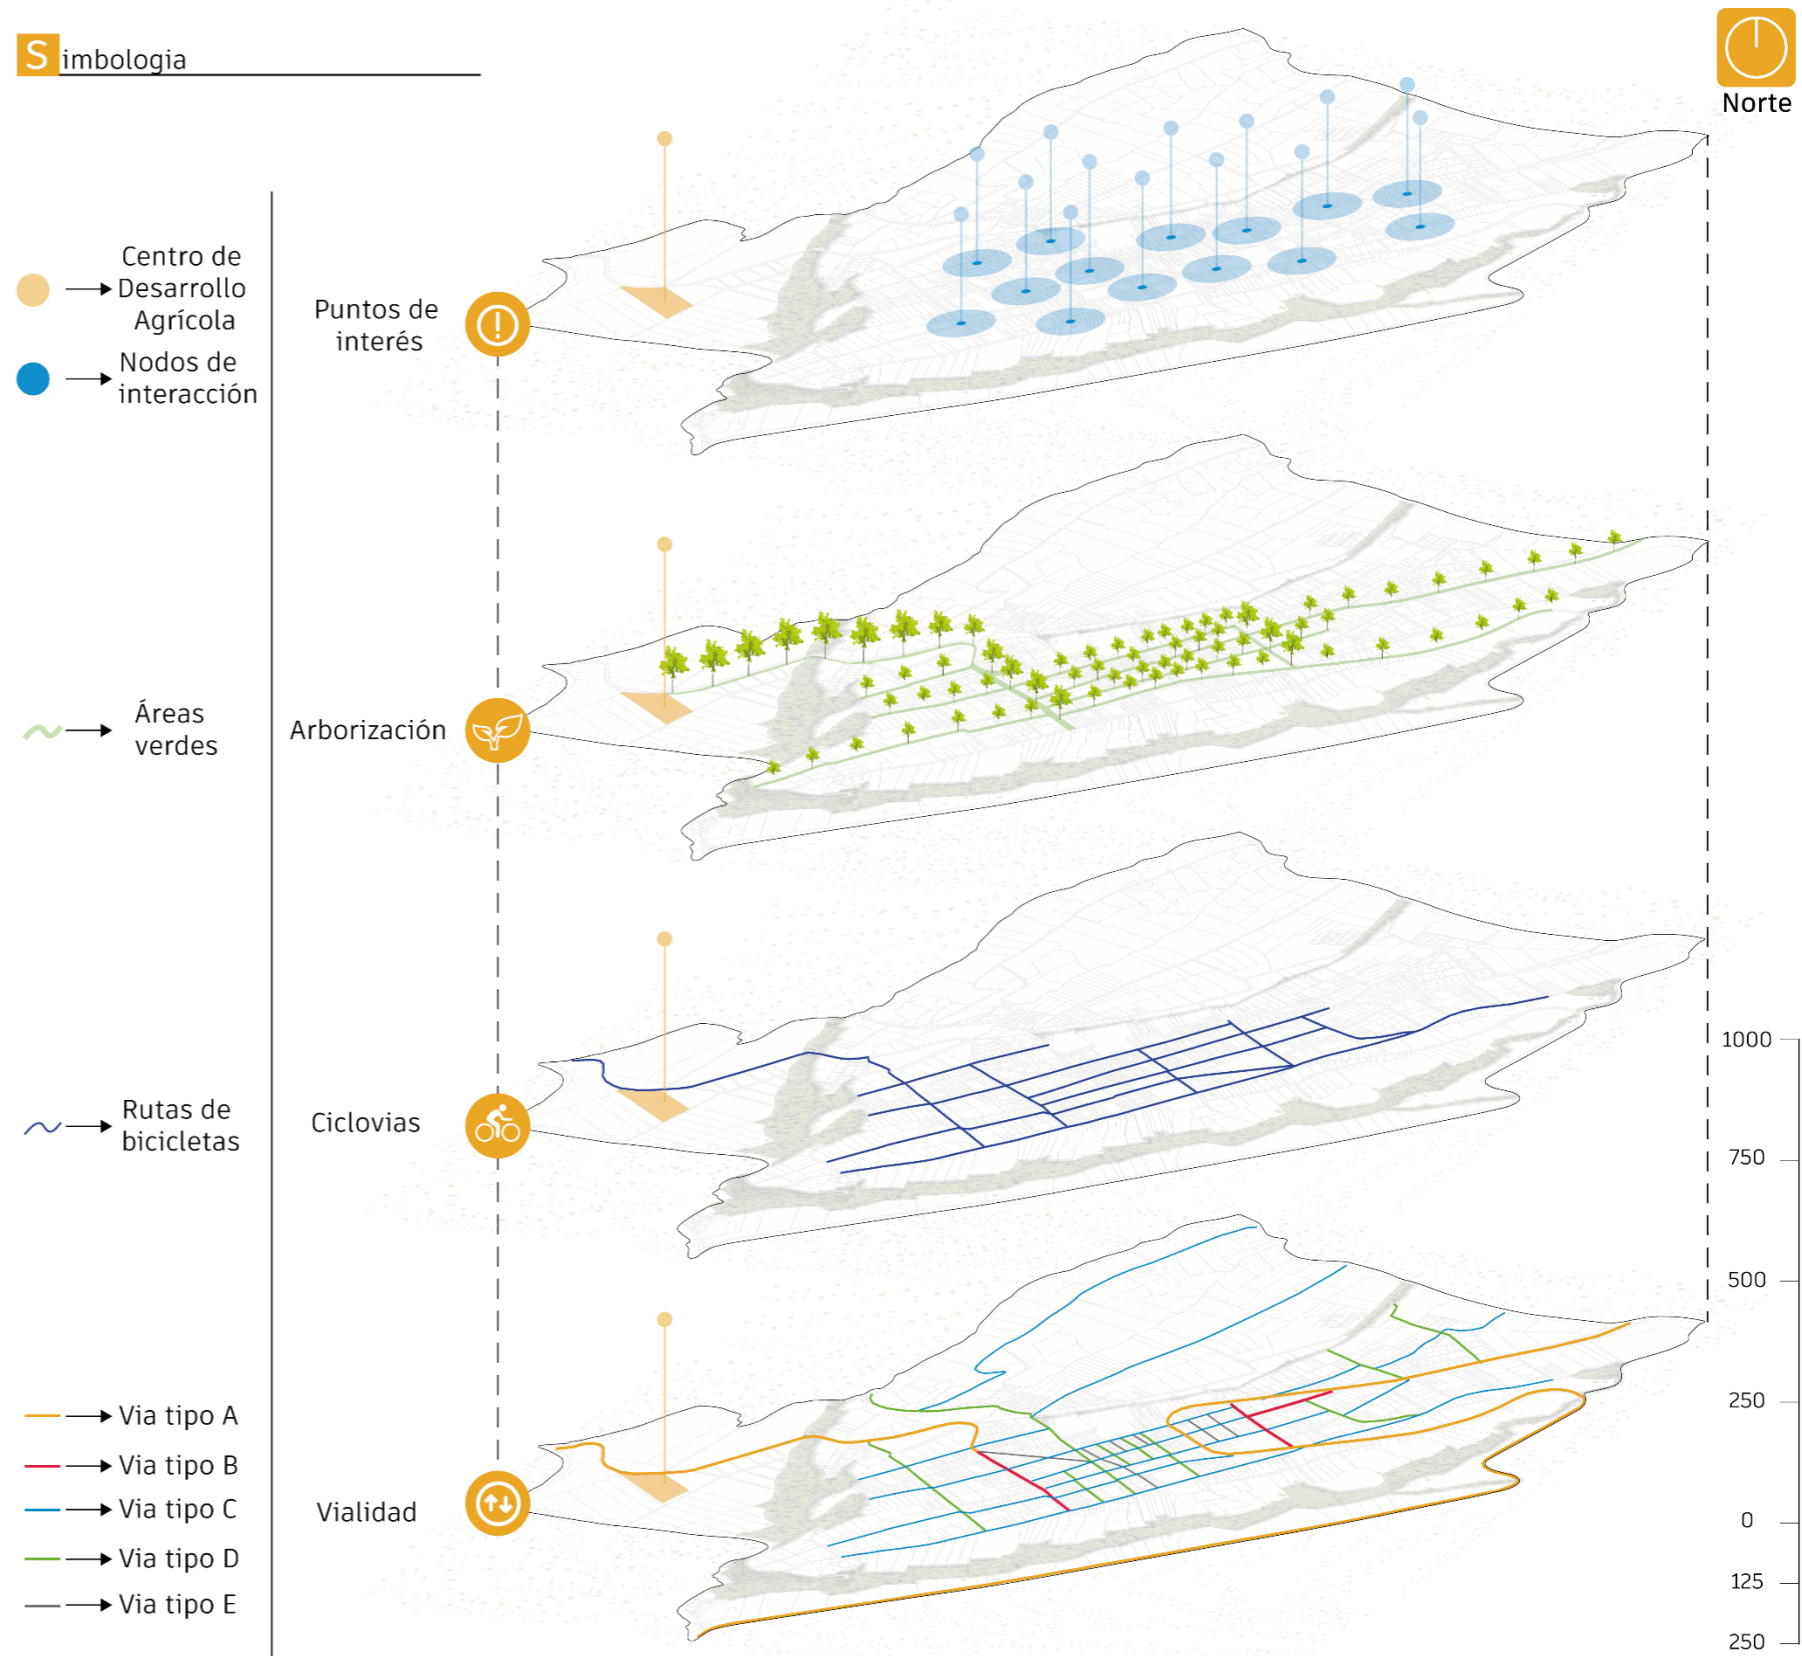 Simbologia
Norte
Centro de
Desarrollo
Agrícola
Nodos de
interacción
Puntos de
interés
Áreas
verdes
Arborización
Rutas de
bicicletas
Ciclovias
Via tipo A
Via tipo B
Via tipo C
Via tipo D
Via tipo E
Vialidad
1000
750
500
250
0
125
250